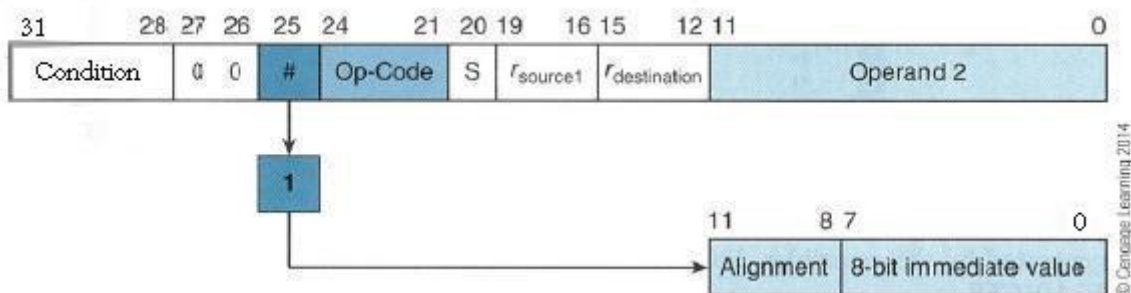 31 28 27 26 25 24 21 20 19 16 15 12 11 0
Condition 0 0 # Op-Code S rsource1 rdestination Operand 2
1
11 8 7 0
Alignment 8-bit immediate value
© Cengage Learning 2014